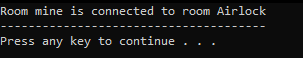 Room mine is connected to room Airlock
--------------------------------------
Press any key to continue . . .